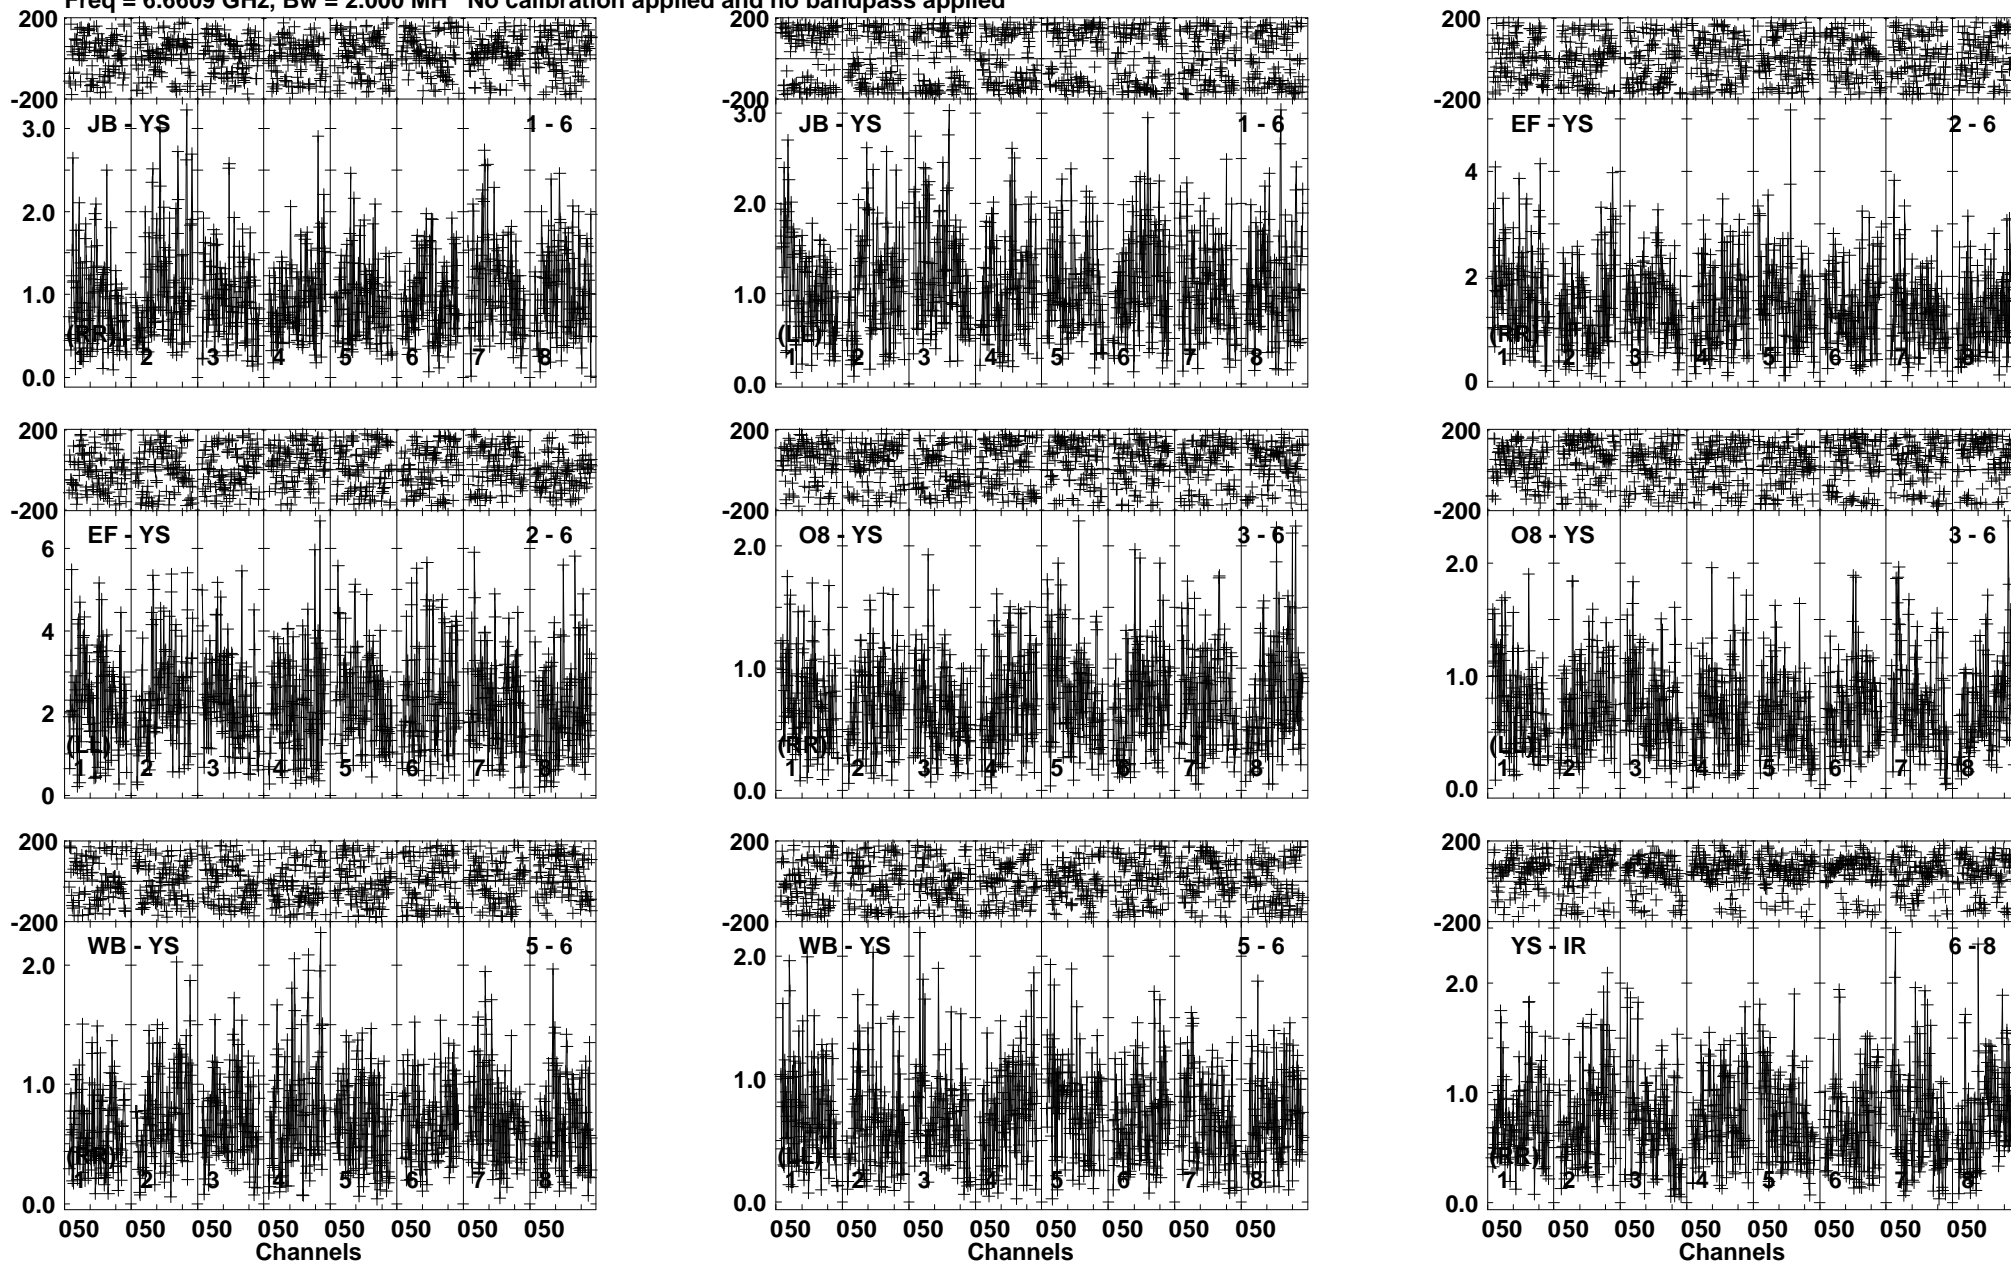 Freq = 6.6609 GHz, Bw = 2.000 MH No calibration applied and no bandpass applied
200 200 200
-200 -200 -200
JB - YS 1 - 6 JB - YS 1 - 6 EF - YS 2 - 6
3.0 3.0
4
2.0 2.0
2
1.0 1.0
(RR) (LL) (RR)
1 2 3 4 5 6 7 8 1 2 3 4 5 6 7 8 1 2 3 4 5 6 7 8
0.0 0.0 0
200 200 200
-200 -200 -200
EF - YS 2 - 6 O8 - YS 3 - 6 O8 - YS 3 - 6
6 2.0 2.0
4
1.0 1.0
2
(LL) (RR) (LL)
1 2 3 4 5 6 7 8 1 2 3 4 5 6 7 8 1 2 3 4 5 6 7 8
0 0.0 0.0
200 200 200
-200 -200 -200
WB - YS 5 - 6 WB - YS 5 - 6 YS - IR 6 - 8
2.0 2.0 2.0
1.0 1.0 1.0
(RR) (LL) (RR)
1 2 3 4 5 6 7 8 1 2 3 4 5 6 7 8 1 2 3 4 5 6 7 8
0.0 0.0 0.0
050 050 050 050 050 050 050 050 050 050 050 050 050 050 050 050 050 050 050 050 050 050 050 050
Channels Channels Channels